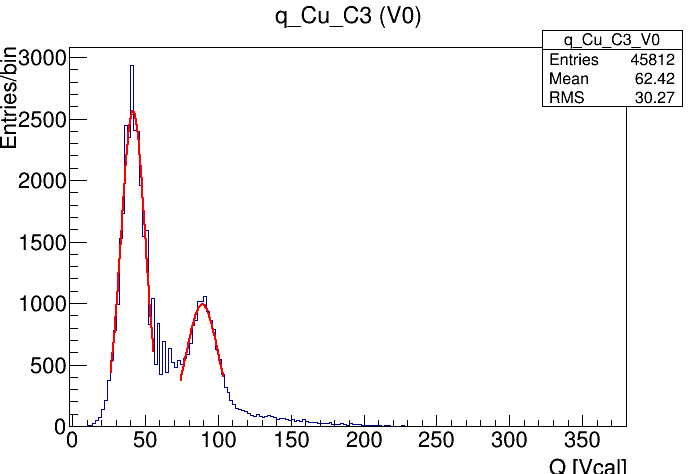 q_Cu_C3 (V0)
q_Cu_C3_V0
Entries 45812
Mean 62.42
RMS 30.27
Entries/bin
3000
2500
2000
1500
1000
500
0
0 50 100 150 200 250 300 350
Q [Vcal]